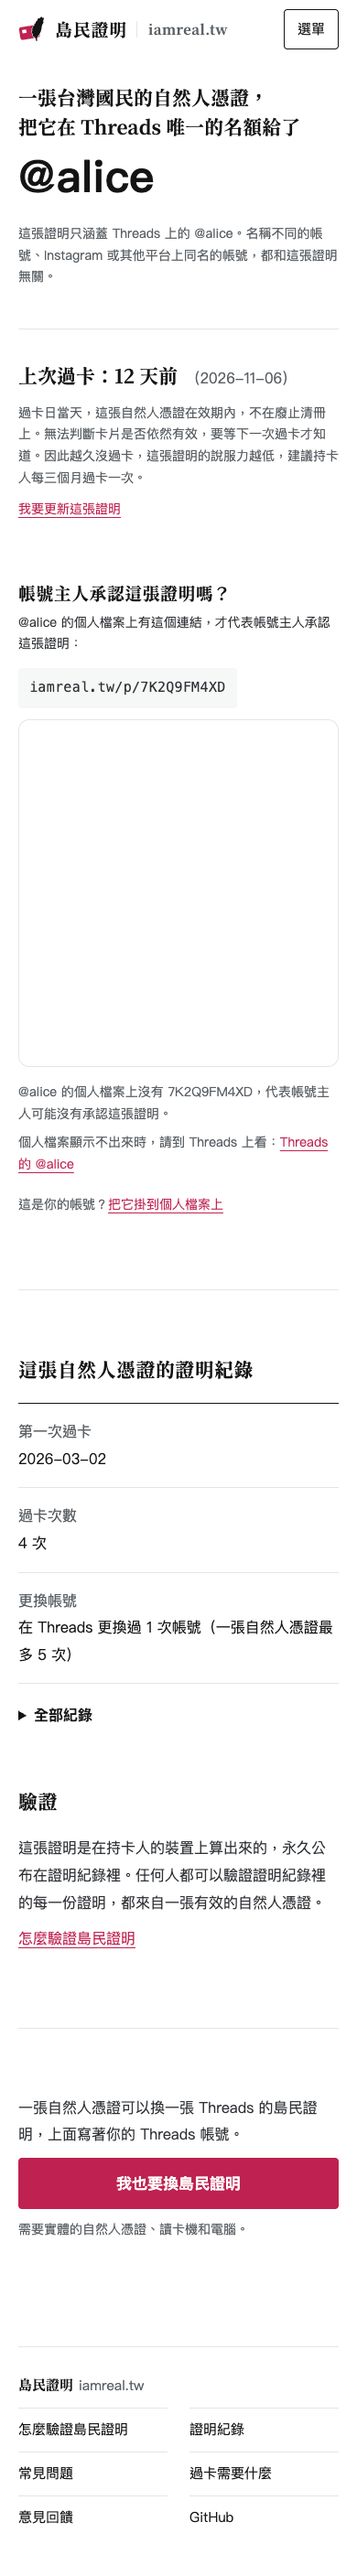 島民證明 iamreal.tw 選單
一張台灣國民的自然人憑證，
把它在 Threads 唯一的名額給了
@alice
這張證明只涵蓋 Threads 上的 @alice。名稱不同的帳
號、Instagram 或其他平台上同名的帳號，都和這張證明
無關。
上次過卡：12 天前 （2026-11-06）
過卡日當天，這張自然人憑證在效期內，不在廢止清冊
上。無法判斷卡片是否依然有效，要等下一次過卡才知
道。因此越久沒過卡，這張證明的說服力越低，建議持卡
人每三個月過卡一次。
我要更新這張證明
帳號主人承認這張證明嗎？
@alice 的個人檔案上有這個連結，才代表帳號主人承認
這張證明：
iamreal.tw/p/7K2Q9FM4XD
@alice 的個人檔案上沒有 7K2Q9FM4XD，代表帳號主
人可能沒有承認這張證明。
個人檔案顯示不出來時，請到 Threads 上看：Threads
的 @alice
這是你的帳號？把它掛到個人檔案上
這張自然人憑證的證明紀錄
第一次過卡
2026-03-02
過卡次數
4 次
更換帳號
在 Threads 更換過 1 次帳號（一張自然人憑證最
多 5 次）
▶ 全部紀錄
驗證
這張證明是在持卡人的裝置上算出來的，永久公
布在證明紀錄裡。任何人都可以驗證證明紀錄裡
的每一份證明，都來自一張有效的自然人憑證。
怎麼驗證島民證明
一張自然人憑證可以換一張 Threads 的島民證
明，上面寫著你的 Threads 帳號。
我也要換島民證明
需要實體的自然人憑證、讀卡機和電腦。
島民證明 iamreal.tw
怎麼驗證島民證明 證明紀錄
常見問題 過卡需要什麼
意見回饋 GitHub